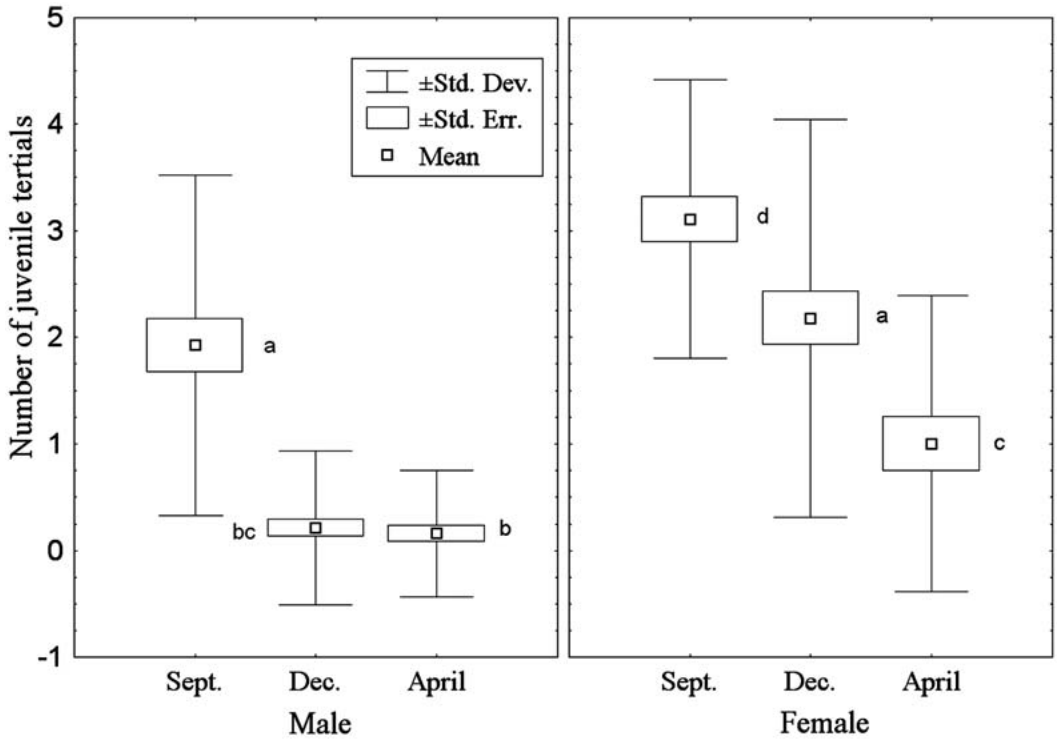 Number of juvenile tertials
5
4
3
2
1
0
-1
±Std. Dev.
±Std. Err.
Mean
a
bc
b
d
a
c
Sept. Dec. April
Male
Sept. Dec. April
Female